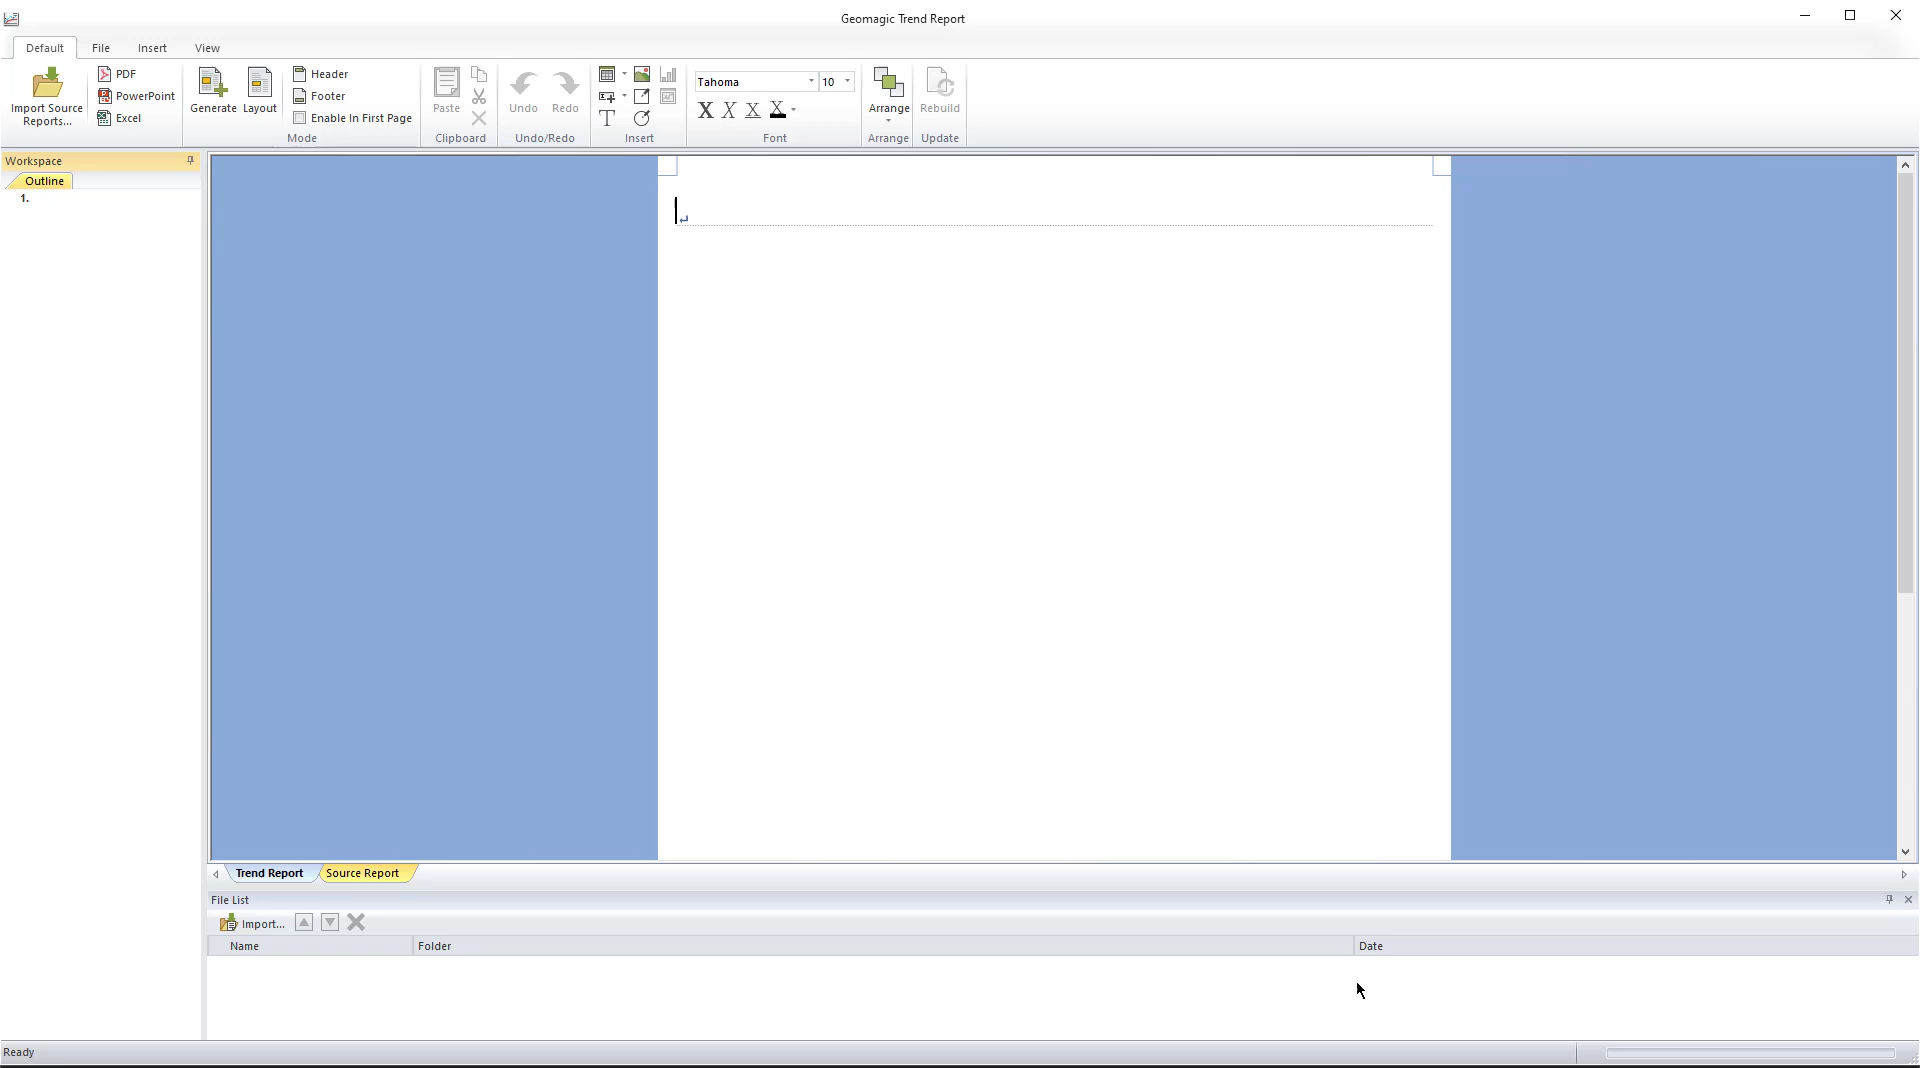 Geomagic Trend Report
Default File Insert View
Import Source Reports...
PDF
PowerPoint
Excel
Generate
Layout
Header
Footer
Enable In First Page
Mode
Paste
Clipboard
Undo
Redo
Undo/Redo
Insert
Tahoma 10
X X X X
Font
Arrange
Arrange
Rebuild
Update
Workspace
Outline
1.
Trend Report Source Report
File List
Import...
Name Folder Date
Ready